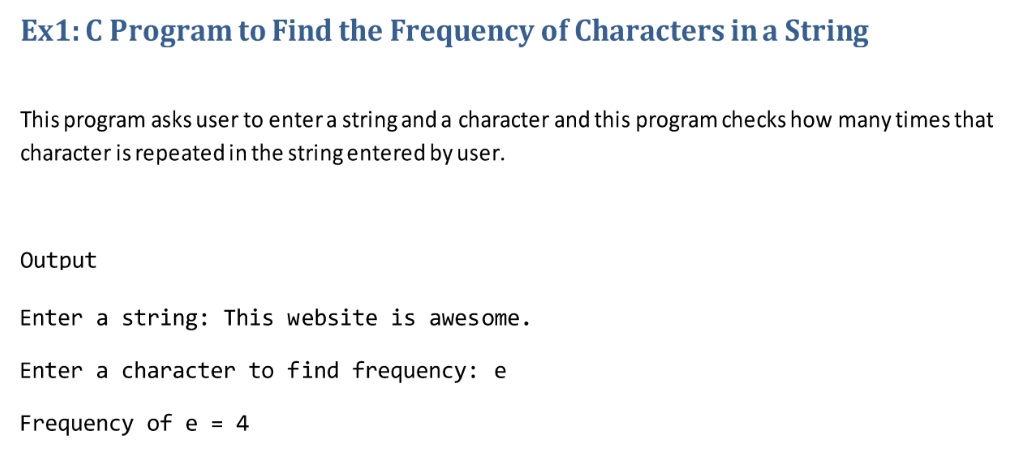 Ex1: C Program to Find the Frequency of Characters in a String
This program asks user to enter a string and a character and this program checks how many times that
character is repeated in the string entered by user.
Output
Enter a string: This website is awesome.
Enter a character to find frequency: e
Frequency of e = 4